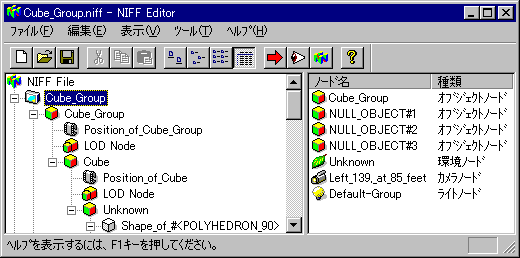 Cube_Group.niff - NIFF Editor
ﾌｧｲﾙ(F) 編集(E) 表示(V) ﾂｰﾙ(T) ﾍﾙﾌﾟ(H)
NIFF File
Cube_Group
Cube_Group
Position_of_Cube_Group
LOD Node
Cube
Position_of_Cube
LOD Node
Unknown
Shape_of_#<POLYHEDRON_90>
ﾉｰﾄﾞ名 種類
Cube_Group ｵﾌﾞｼﾞｪｸﾄﾉｰﾄﾞ
NULL_OBJECT#1 ｵﾌﾞｼﾞｪｸﾄﾉｰﾄﾞ
NULL_OBJECT#2 ｵﾌﾞｼﾞｪｸﾄﾉｰﾄﾞ
NULL_OBJECT#3 ｵﾌﾞｼﾞｪｸﾄﾉｰﾄﾞ
Unknown 環境ﾉｰﾄﾞ
Left_139,_at_85_feet ｶﾒﾗﾉｰﾄﾞ
Default-Group ﾗｲﾄﾉｰﾄﾞ
ﾍﾙﾌﾟを表示するには、F1キーを押してください。